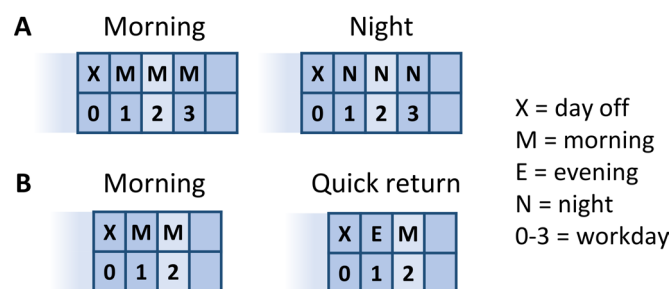 A Morning Night
X M M M X N N N
0 1 2 3 0 1 2 3
X = day off
M = morning
E = evening
N = night
0-3 = workday
B Morning Quick return
X M M X E M
0 1 2 0 1 2